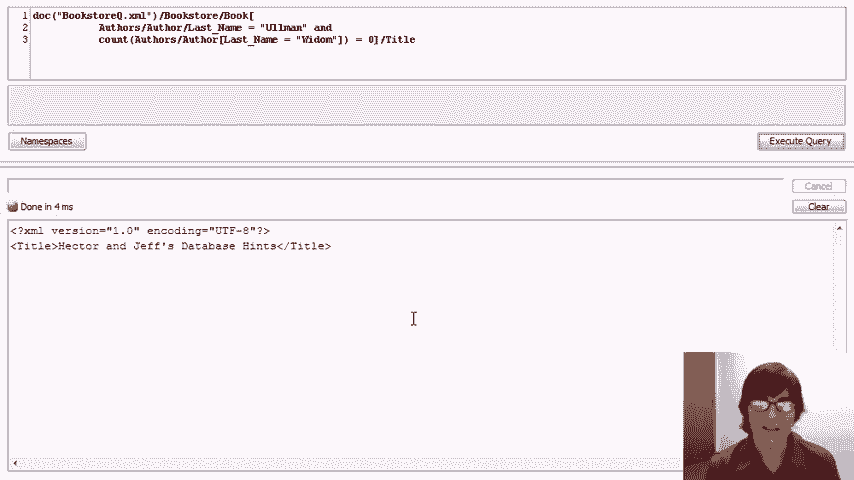 1 doc("BookstoreQ.xml")/Bookstore/Book[
2 Authors/Author/Last_Name = "Ullman" and
3 count(Authors/Author[Last_Name = "Widom"]) = 0]/Title
Namespaces
Execute Query
Cancel
Done in 4 ms
Clear
<?xml version="1.0" encoding="UTF-8"?>
<Title>Hector and Jeff's Database Hints</Title>